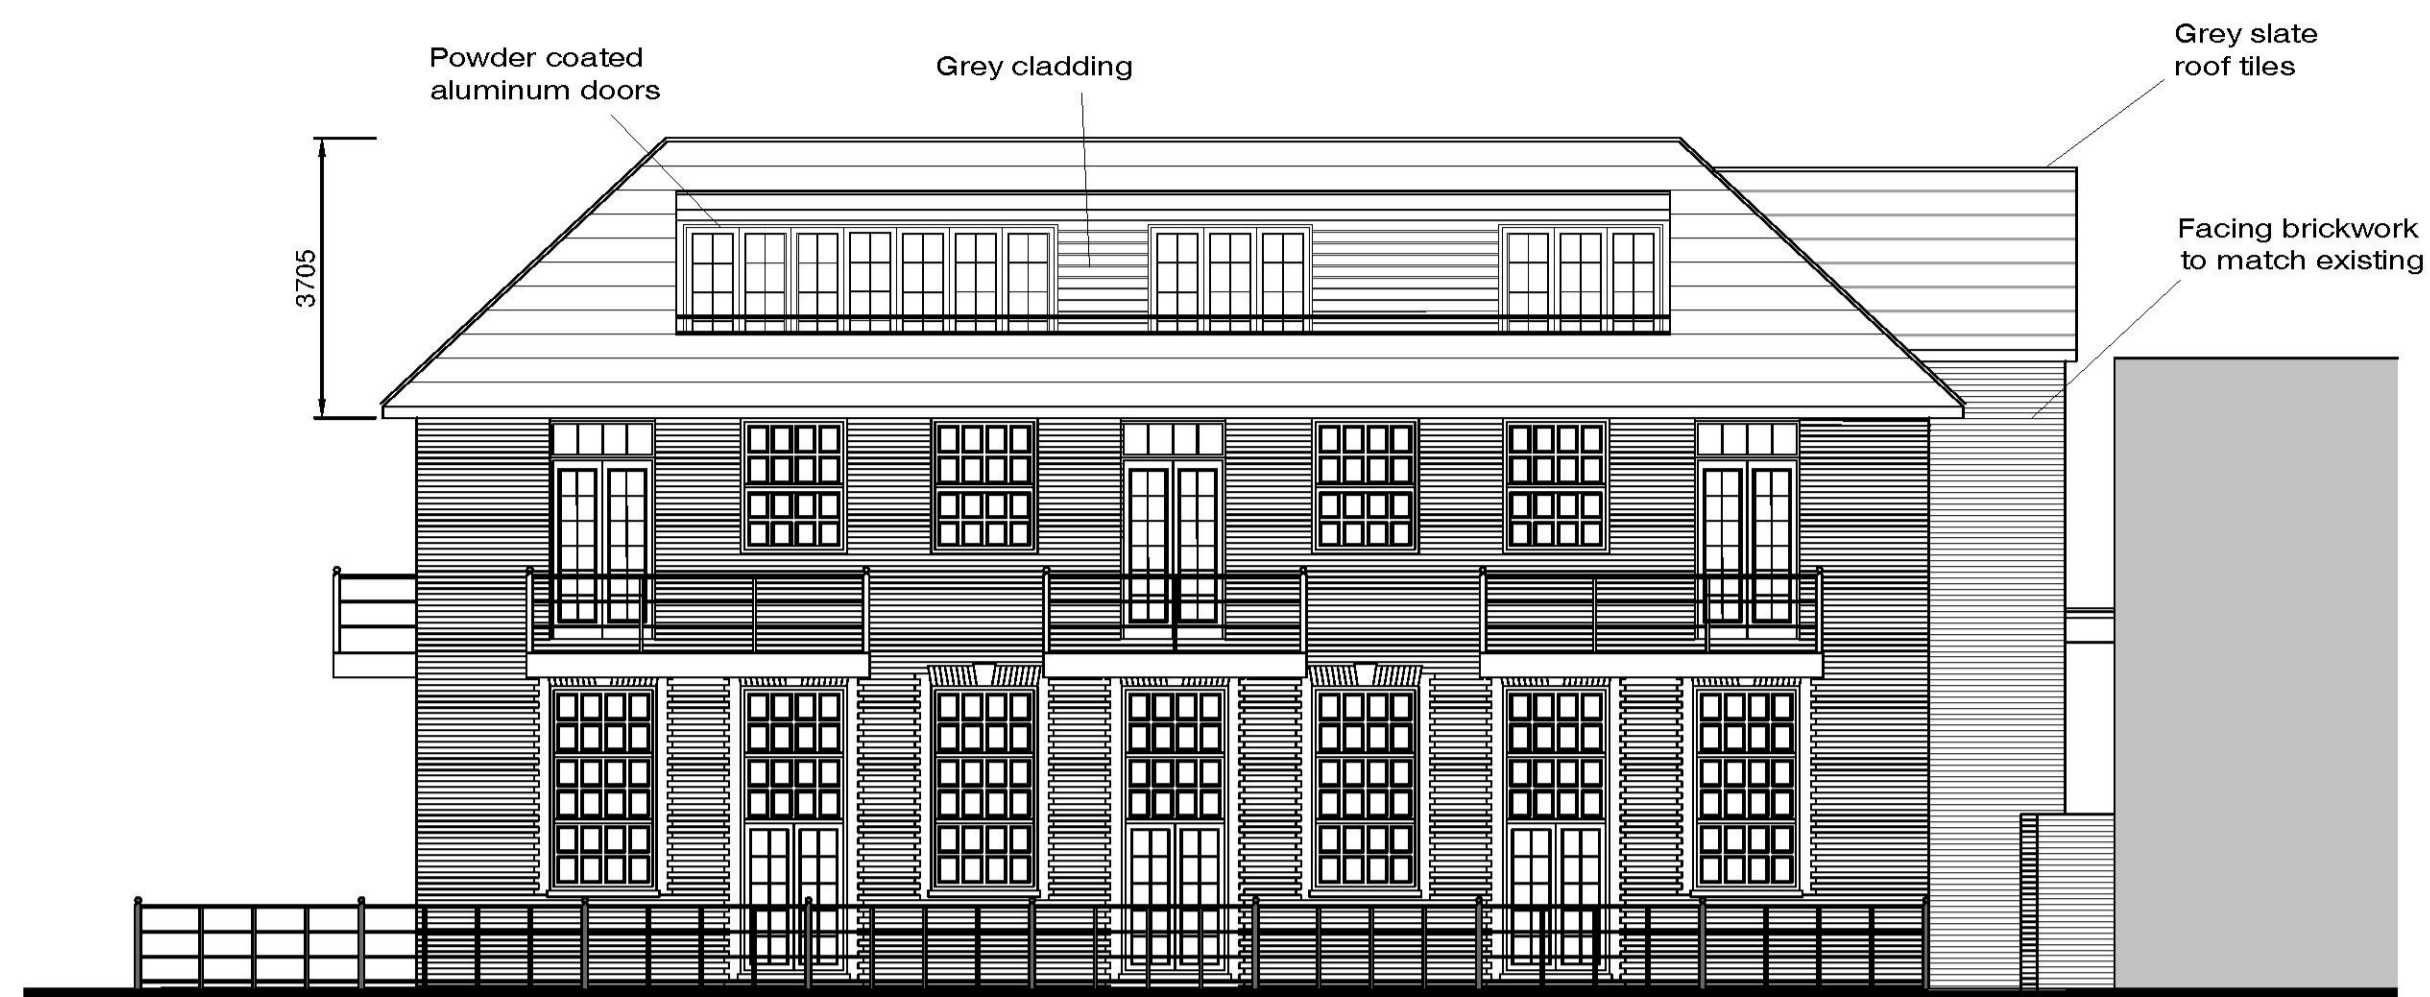 Powder coated
aluminum doors
Grey cladding
Grey slate
roof tiles
Facing brickwork
to match existing
3705